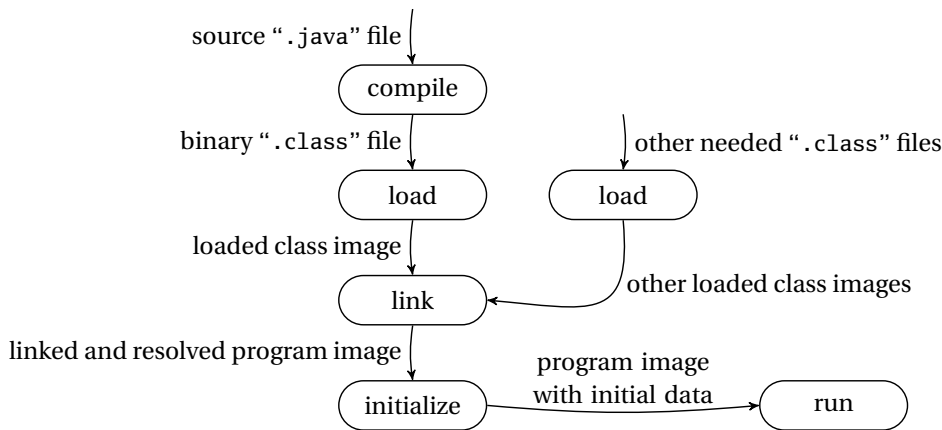 source “.java” file
compile
binary “.class” file
other needed “.class” files
load
load
loaded class image
other loaded class images
link
linked and resolved program image
program image
with initial data
initialize
run